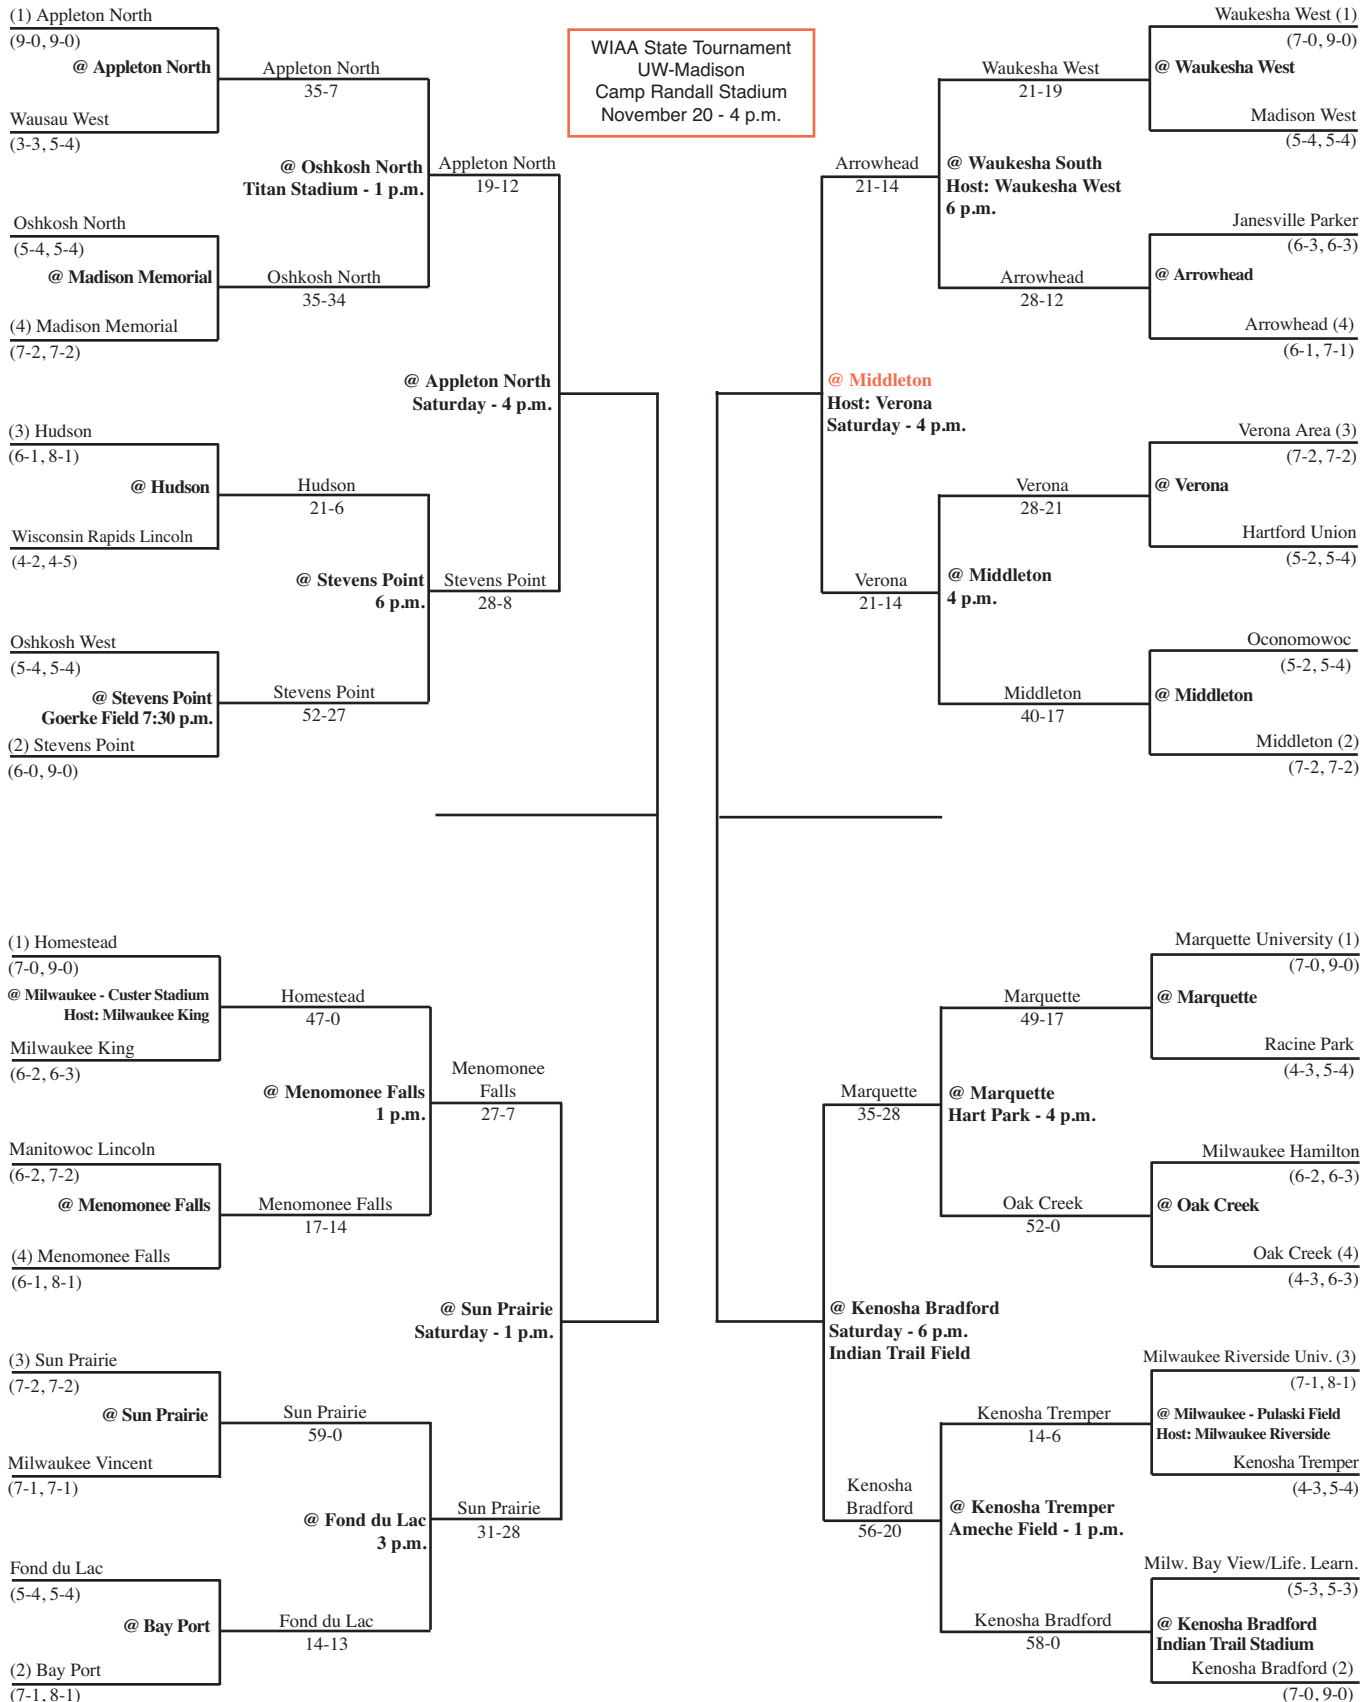 WIAA State Tournament
UW-Madison
Camp Randall Stadium
November 20 - 4 p.m.
(1) Appleton North
(9-0, 9-0)
@ Appleton North
Wausau West
(3-3, 5-4)
Appleton North
35-7
@ Oshkosh North
Titan Stadium - 1 p.m.
Oshkosh North
(5-4, 5-4)
@ Madison Memorial
(4) Madison Memorial
(7-2, 7-2)
Oshkosh North
35-34
Appleton North
19-12
@ Appleton North
Saturday - 4 p.m.
(3) Hudson
(6-1, 8-1)
@ Hudson
Wisconsin Rapids Lincoln
(4-2, 4-5)
Hudson
21-6
@ Stevens Point
6 p.m.
Stevens Point
28-8
Oshkosh West
(5-4, 5-4)
@ Stevens Point
Goerke Field 7:30 p.m.
(2) Stevens Point
(6-0, 9-0)
Stevens Point
52-27
(1) Homestead
(7-0, 9-0)
@ Milwaukee - Custer Stadium
Host: Milwaukee King
Milwaukee King
(6-2, 6-3)
Homestead
47-0
@ Menomonee Falls
1 p.m.
Menomonee
Falls
27-7
Manitowoc Lincoln
(6-2, 7-2)
@ Menomonee Falls
(4) Menomonee Falls
(6-1, 8-1)
Menomonee Falls
17-14
@ Sun Prairie
Saturday - 1 p.m.
(3) Sun Prairie
(7-2, 7-2)
@ Sun Prairie
Milwaukee Vincent
(7-1, 7-1)
Sun Prairie
59-0
@ Fond du Lac
3 p.m.
Sun Prairie
31-28
Fond du Lac
(5-4, 5-4)
@ Bay Port
(2) Bay Port
(7-1, 8-1)
Fond du Lac
14-13
Waukesha West (1)
(7-0, 9-0)
@ Waukesha West
Madison West
(5-4, 5-4)
Waukesha West
21-19
@ Waukesha South
Host: Waukesha West
6 p.m.
Arrowhead
21-14
Janesville Parker
(6-3, 6-3)
@ Arrowhead
Arrowhead (4)
(6-1, 7-1)
Arrowhead
28-12
@ Middleton
Host: Verona
Saturday - 4 p.m.
Verona Area (3)
(7-2, 7-2)
@ Verona
Hartford Union
(5-2, 5-4)
Verona
28-21
@ Middleton
4 p.m.
Verona
21-14
Oconomowoc
(5-2, 5-4)
@ Middleton
Middleton (2)
(7-2, 7-2)
Middleton
40-17
Marquette University (1)
(7-0, 9-0)
@ Marquette
Racine Park
(4-3, 5-4)
Marquette
49-17
@ Marquette
Hart Park - 4 p.m.
Marquette
35-28
Milwaukee Hamilton
(6-2, 6-3)
@ Oak Creek
Oak Creek (4)
(4-3, 6-3)
Oak Creek
52-0
@ Kenosha Bradford
Saturday - 6 p.m.
Indian Trail Field
Milwaukee Riverside Univ. (3)
(7-1, 8-1)
@ Milwaukee - Pulaski Field
Host: Milwaukee Riverside
Kenosha Tremper
(4-3, 5-4)
Kenosha Tremper
14-6
@ Kenosha Tremper
Ameche Field - 1 p.m.
Kenosha
Bradford
56-20
Milw. Bay View/Life. Learn.
(5-3, 5-3)
@ Kenosha Bradford
Indian Trail Stadium
Kenosha Bradford (2)
(7-0, 9-0)
Kenosha Bradford
58-0